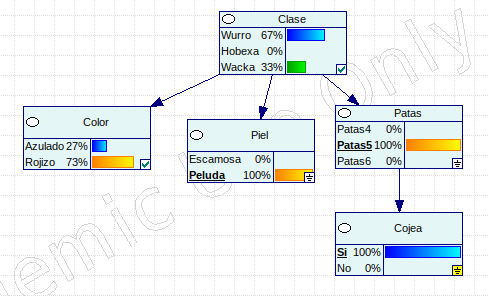 Clase
Wurro 67%
Hobexa 0%
Wacka 33%
Color
Azulado 27%
Rojizo 73%
Piel
Escamosa 0%
Peluda 100%
Patas
Patas4 0%
Patas5 100%
Patas6 0%
Cojea
Si 100%
No 0%
demic Use Only